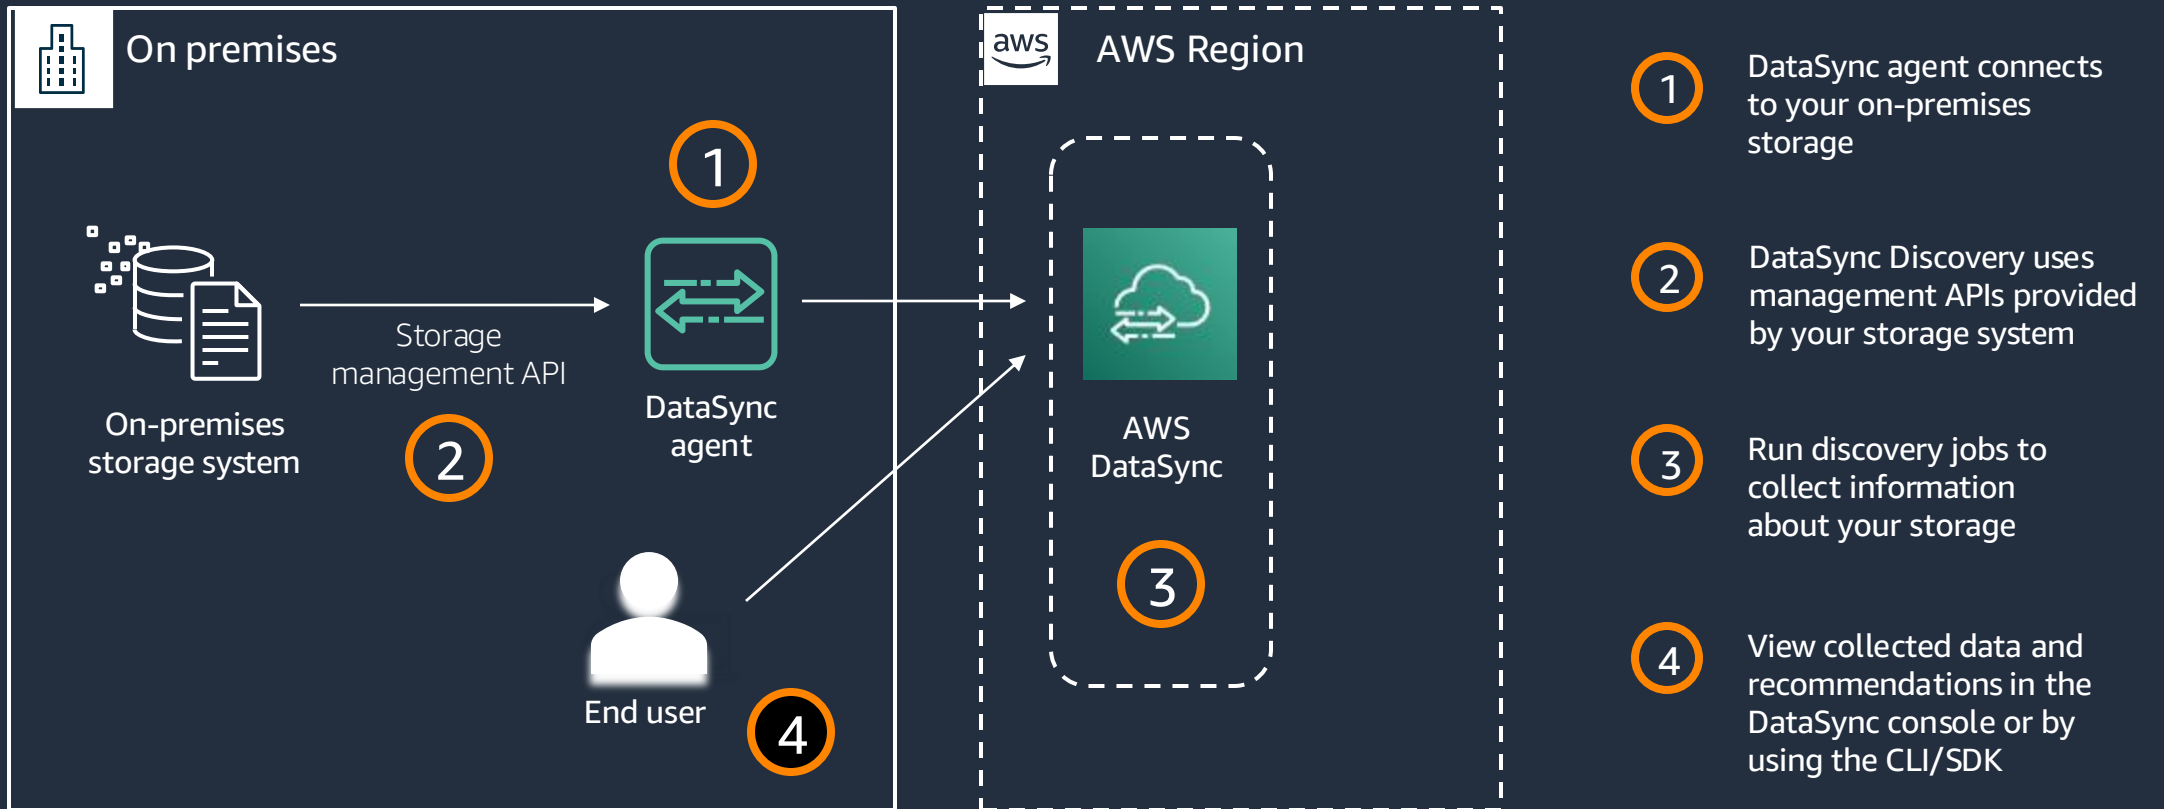 On premises
1
Storage
management API
2
On-premises
storage system
DataSync
agent
End user
4
aws
AWS Region
AWS
DataSync
3
1
DataSync agent connects
to your on-premises
storage
2
DataSync Discovery uses
management APIs provided
by your storage system
3
Run discovery jobs to
collect information
about your storage
4
View collected data and
recommendations in the
DataSync console or by
using the CLI/SDK